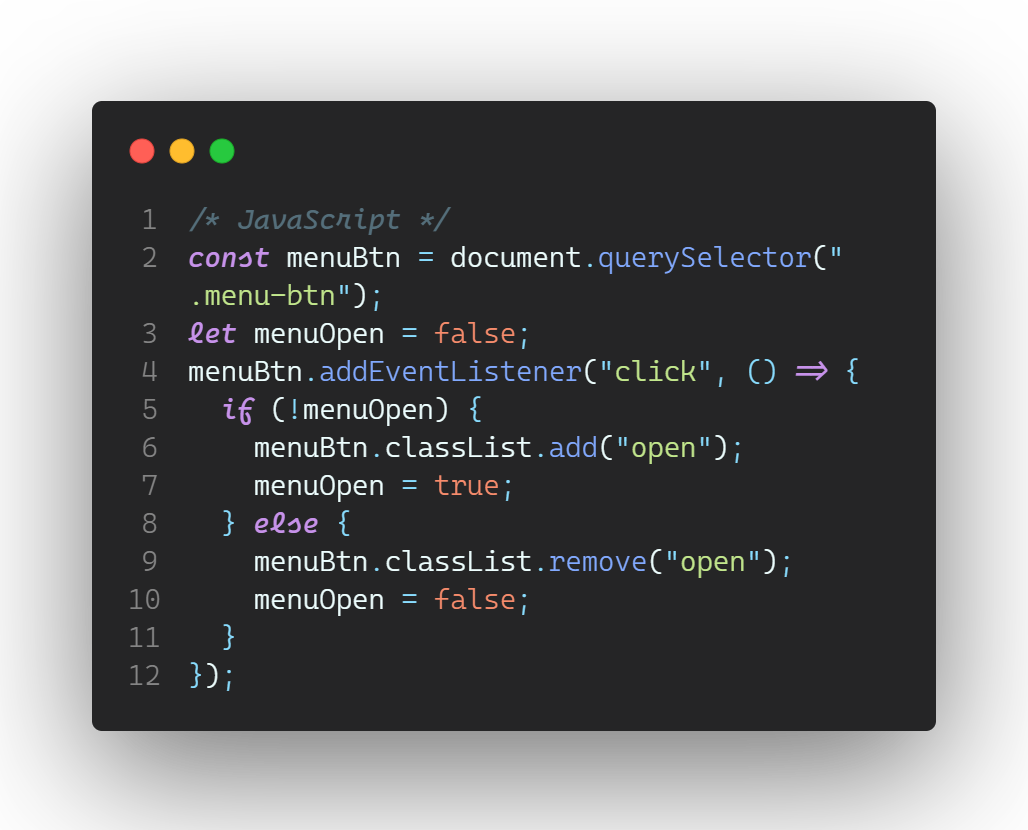 1 /* JavaScript */
2 const menuBtn = document.querySelector("
.menu-btn");
3 let menuOpen = false;
4 menuBtn.addEventListener("click", () => {
5   if (!menuOpen) {
6     menuBtn.classList.add("open");
7     menuOpen = true;
8   } else {
9     menuBtn.classList.remove("open");
10     menuOpen = false;
11   }
12 });